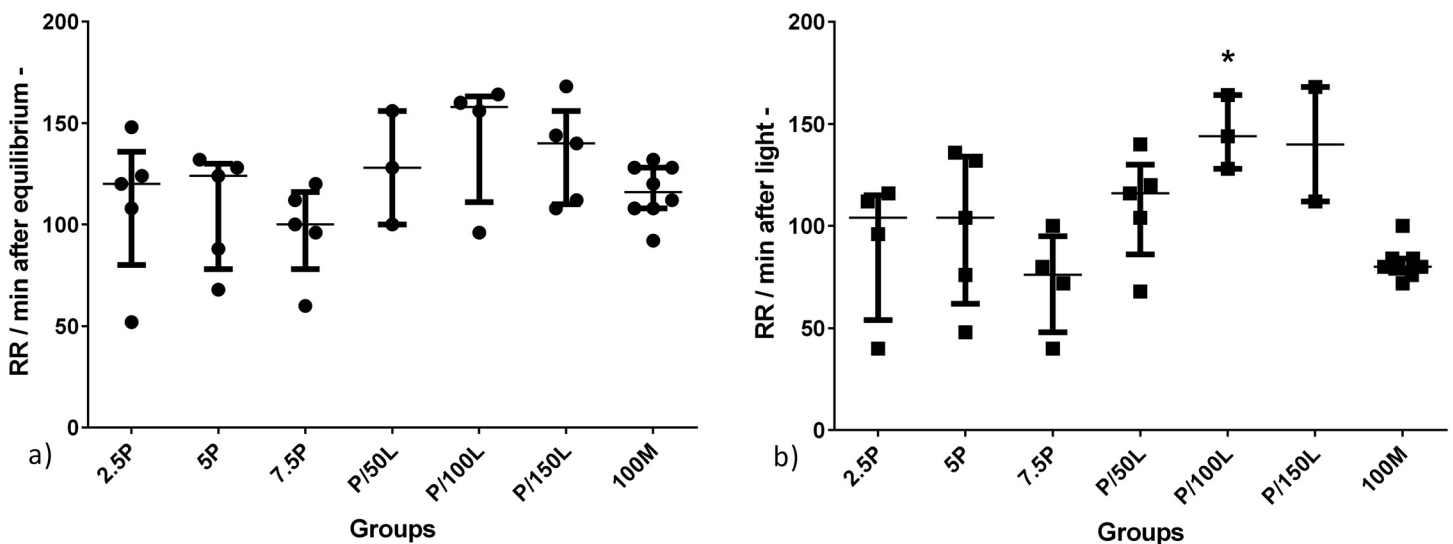 RR / min after equilibrium -
200
150
100
50
0
2.5P
5P
7.5P
P/50L
P/100L
P/150L
100M
Groups
a)
RR / min after light -
200
150
100
50
0
*
2.5P
5P
7.5P
P/50L
P/100L
P/150L
100M
Groups
b)